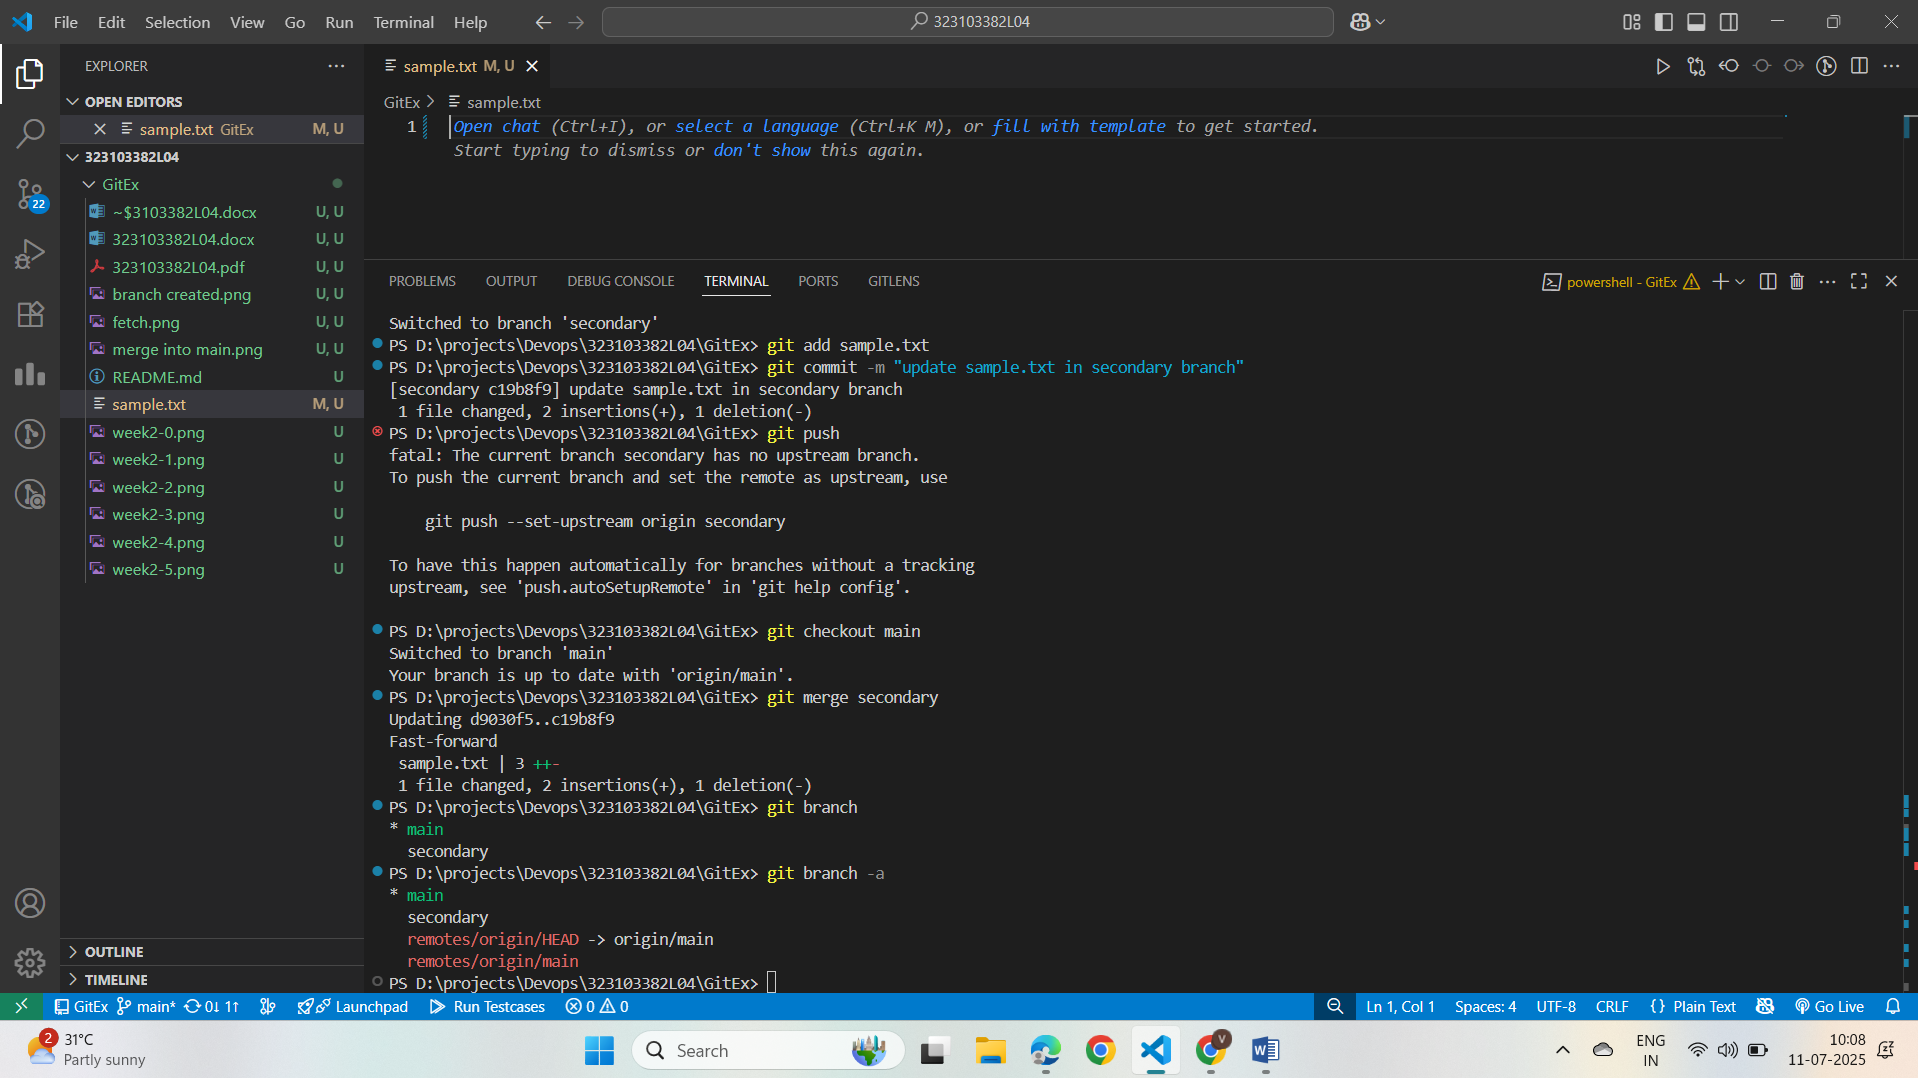 File Edit Selection View Go Run Terminal Help
323103382L04
EXPLORER
OPEN EDITORS
sample.txt GitEx M, U
323103382L04
GitEx
~$3103382L04.docx U, U
323103382L04.docx U, U
323103382L04.pdf U, U
branch created.png U, U
fetch.png U, U
merge into main.png U, U
README.md U
sample.txt M, U
week2-0.png U
week2-1.png U
week2-2.png U
week2-3.png U
week2-4.png U
week2-5.png U
OUTLINE
TIMELINE
22
sample.txt M, U
GitEx > sample.txt
1 Open chat (Ctrl+I), or select a language (Ctrl+K M), or fill with template to get started.
Start typing to dismiss or don't show this again.
PROBLEMS OUTPUT DEBUG CONSOLE TERMINAL PORTS GITLENS
powershell - GitEx
Switched to branch 'secondary'
PS D:\projects\Devops\323103382L04\GitEx> git add sample.txt
PS D:\projects\Devops\323103382L04\GitEx> git commit -m "update sample.txt in secondary branch"
[secondary c19b8f9] update sample.txt in secondary branch
1 file changed, 2 insertions(+), 1 deletion(-)
PS D:\projects\Devops\323103382L04\GitEx> git push
fatal: The current branch secondary has no upstream branch.
To push the current branch and set the remote as upstream, use
git push --set-upstream origin secondary
To have this happen automatically for branches without a tracking
upstream, see 'push.autoSetupRemote' in 'git help config'.
PS D:\projects\Devops\323103382L04\GitEx> git checkout main
Switched to branch 'main'
Your branch is up to date with 'origin/main'.
PS D:\projects\Devops\323103382L04\GitEx> git merge secondary
Updating d9030f5..c19b8f9
Fast-forward
sample.txt | 3 ++-
1 file changed, 2 insertions(+), 1 deletion(-)
PS D:\projects\Devops\323103382L04\GitEx> git branch
* main
secondary
PS D:\projects\Devops\323103382L04\GitEx> git branch -a
* main
secondary
remotes/origin/HEAD -> origin/main
remotes/origin/main
PS D:\projects\Devops\323103382L04\GitEx>
GitEx main* 0↓ 1↑ Launchpad Run Testcases 0 0 Ln 1, Col 1 Spaces: 4 UTF-8 CRLF {} Plain Text Go Live
2
31°C
Partly sunny
Search
V
ENG
IN
10:08
11-07-2025